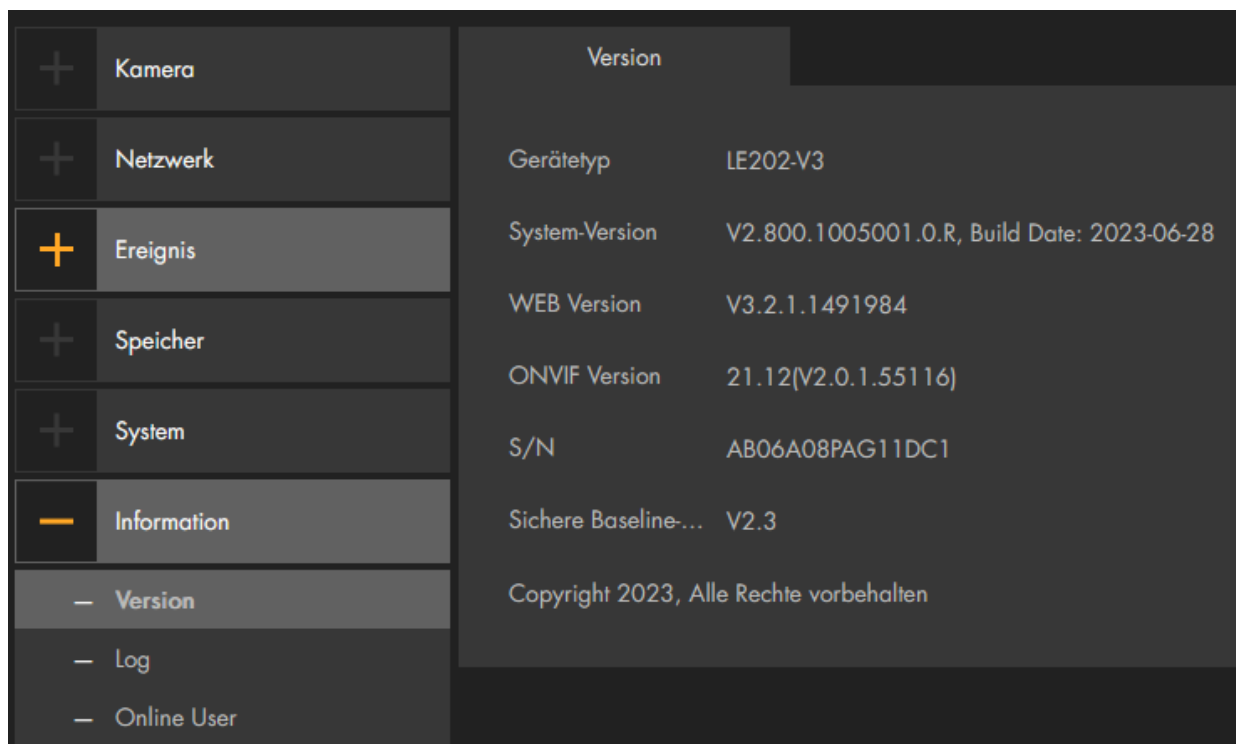 Kamera
Netzwerk
Ereignis
Speicher
System
Information
Version
Log
Online User
Version
Gerätetyp LE202-V3
System-Version V2.800.1005001.0.R, Build Date: 2023-06-28
WEB Version V3.2.1.1491984
ONVIF Version 21.12(V2.0.1.55116)
S/N AB06A08PAG11DC1
Sichere Baseline-... V2.3
Copyright 2023, Alle Rechte vorbehalten